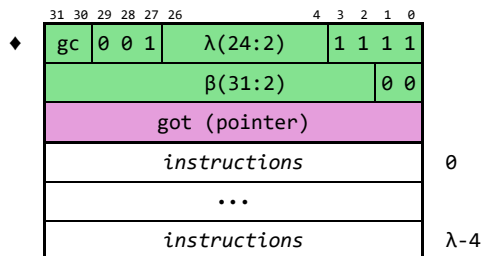 31 30 29 28 27 26 4 3 2 1 0
♦ gc 0 0 1 λ(24:2) 1 1 1 1
β(31:2) 0 0
got (pointer)
instructions 0
...
instructions λ-4